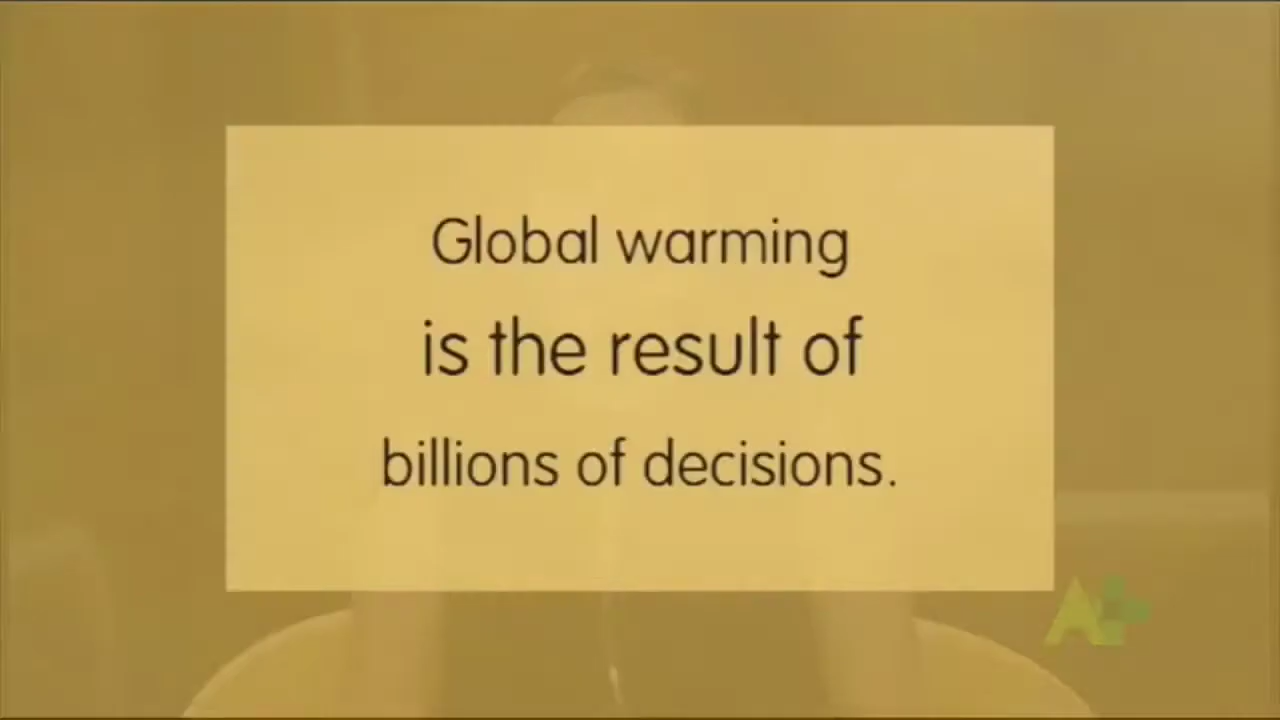 Global warming
is the result of
billions of decisions.
A+